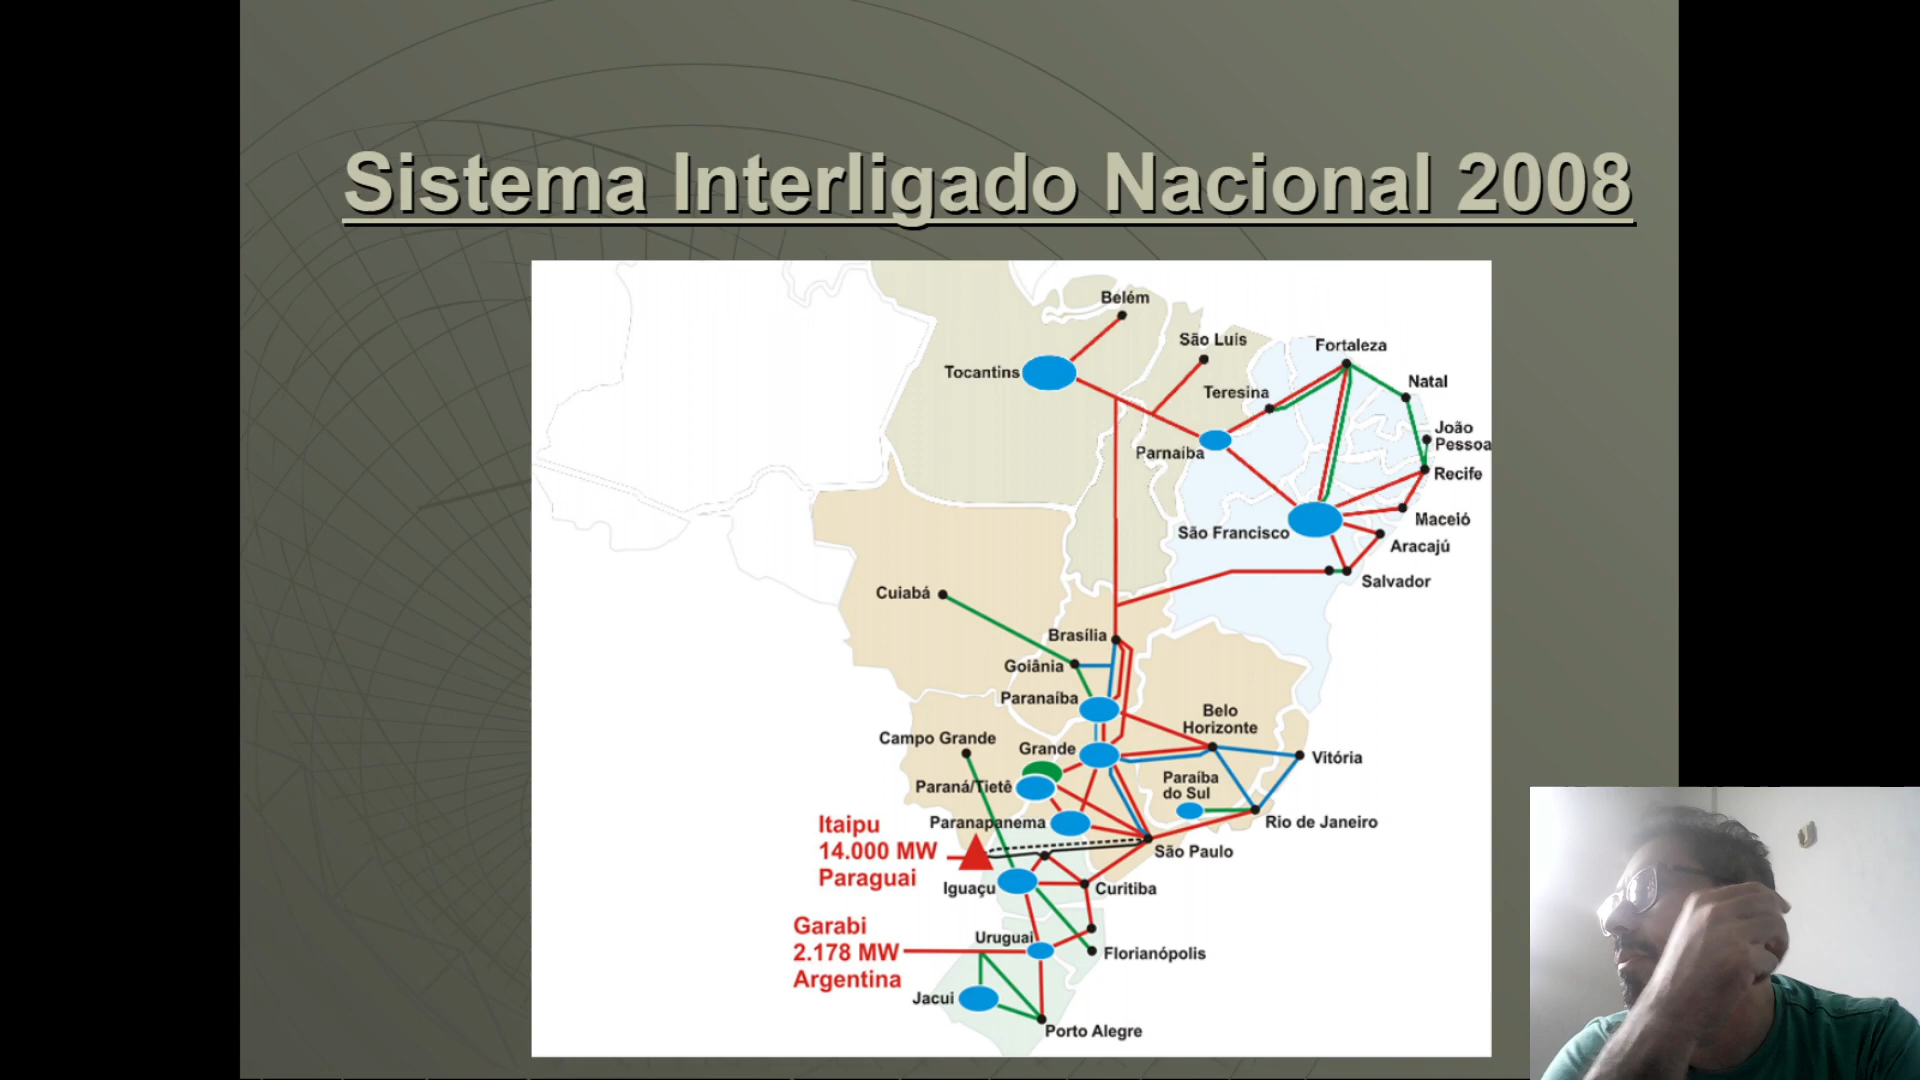 Sistema Interligado Nacional 2008
Belém
São Luís
Fortaleza
Tocantins
Teresina
Natal
João
Pessoa
Parnaiba
Recife
São Francisco
Maceió
Aracajú
Salvador
Cuiabá
Brasília
Goiânia
Paranaíba
Belo
Horizonte
Campo Grande
Grande
Vitória
Paraná/Tietê
Paraíba
do Sul
Itaipu
14.000 MW
Paraguai
Paranapanema
Rio de Janeiro
São Paulo
Iguaçu
Curitiba
Garabi
2.178 MW
Argentina
Uruguai
Florianópolis
Jacui
Porto Alegre